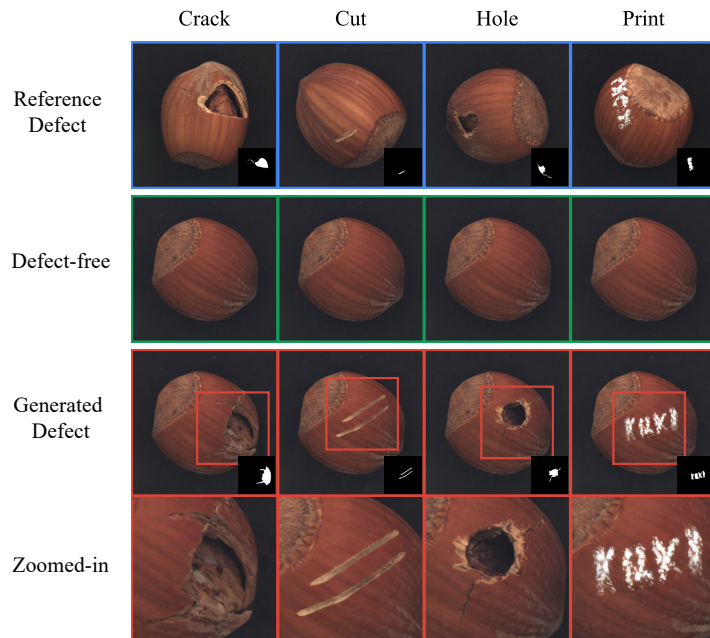 Crack Cut Hole Print
Reference
Defect
Defect-free
Generated
Defect
Zoomed-in